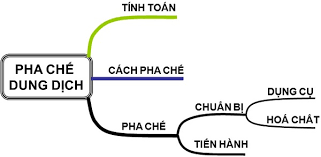 TÍNH TOÁN
PHA CHẾ
DUNG DỊCH
CÁCH PHA CHẾ
PHA CHẾ
CHUẨN BỊ
DỤNG CỤ
HOÁ CHẤT
TIẾN HÀNH